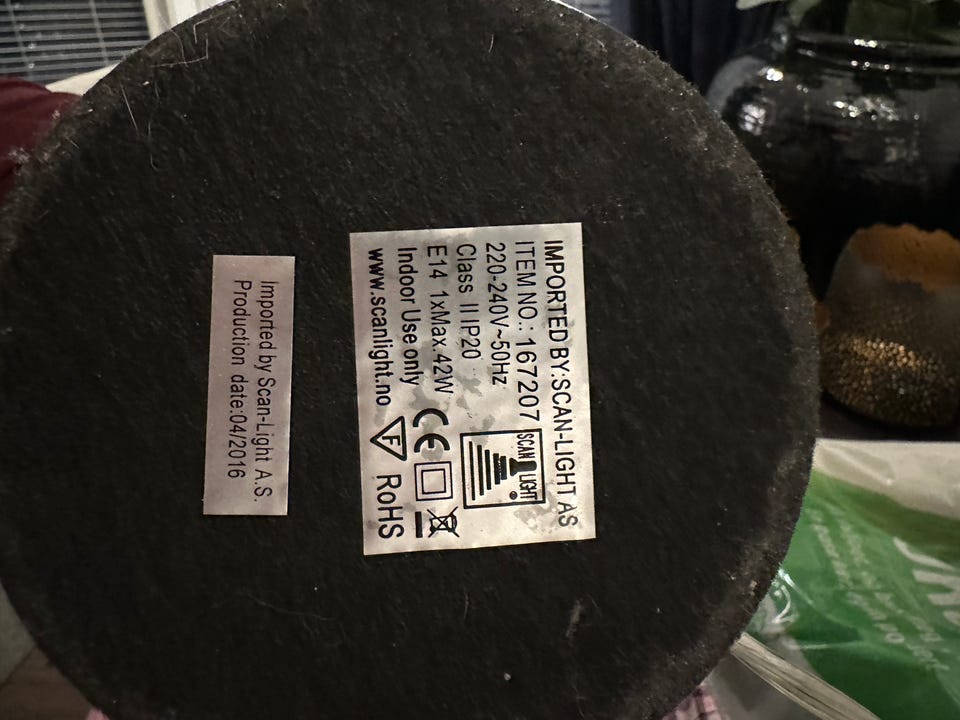 IMPORTED BY:SCAN-LIGHT AS
ITEM NO.: 167207
220-240V~50Hz
Class II IP20
E14 1xMax.42W
Indoor Use only
www.scanlight.no
SCAN LIGHT
®
CE
F
RoHS
Imported by Scan-Light A.S.
Production date:04/2016